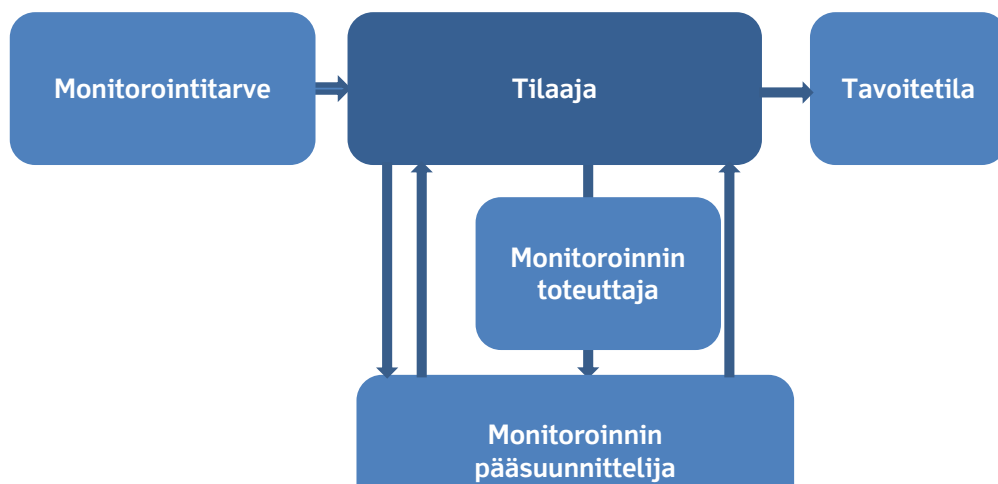 Monitorointitarve
Tilaaja
Tavoitetila
Monitoroinnin
toteuttaja
Monitoroinnin
pääsuunnittelija